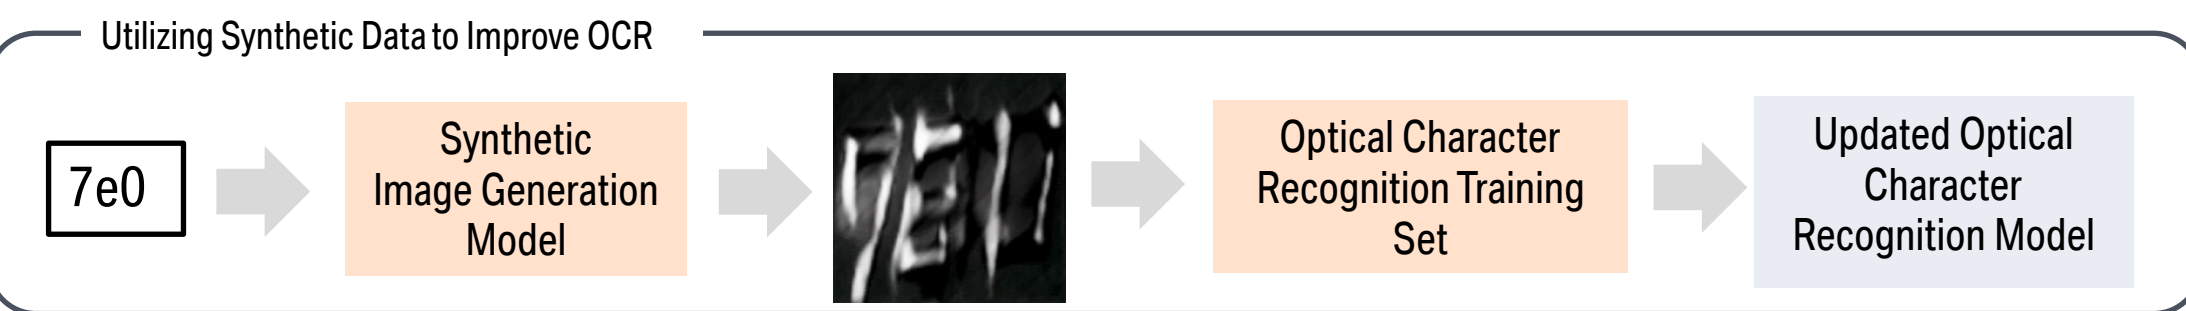 Utilizing Synthetic Data to Improve OCR
7e0
Synthetic
Image Generation
Model
Optical Character
Recognition Training
Set
Updated Optical
Character
Recognition Model